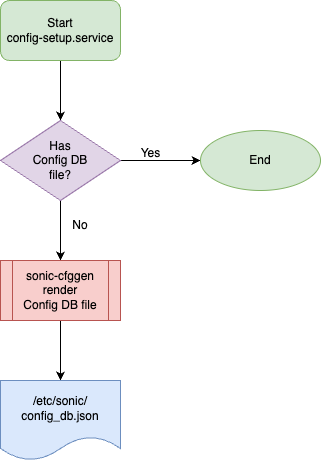 Start
config-setup.service
Has
Config DB
file?
Yes
End
No
sonic-cfggen
render
Config DB file
/etc/sonic/
config_db.json